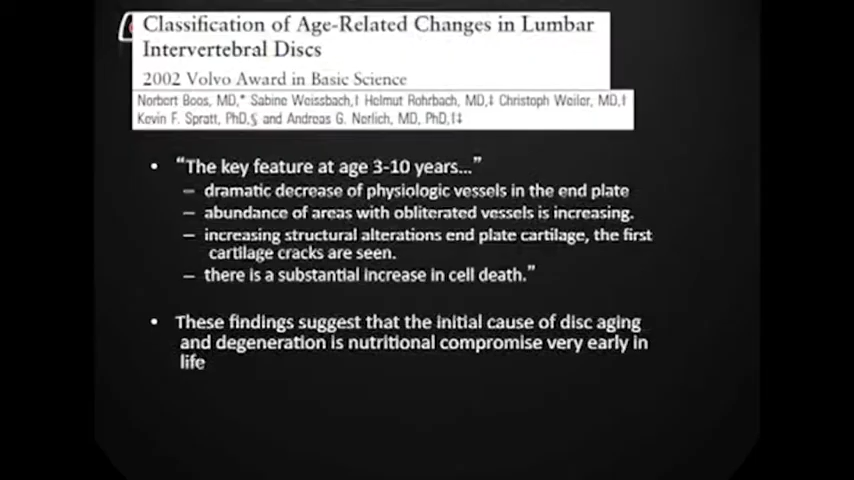 Classification of Age-Related Changes in Lumbar
Intervertebral Discs
2002 Volvo Award in Basic Science
Norbert Boos, MD,* Sabine Weissbach,† Helmut Rohrbach, MD,‡ Christoph Weiler, MD,†
Kevin F. Spratt, PhD,§ and Andreas G. Nerlich, MD, PhD,†‡
• “The key feature at age 3-10 years...”
– dramatic decrease of physiologic vessels in the end plate
– abundance of areas with obliterated vessels is increasing.
– increasing structural alterations end plate cartilage, the first
cartilage cracks are seen.
– there is a substantial increase in cell death.”
• These findings suggest that the initial cause of disc aging
and degeneration is nutritional compromise very early in
life